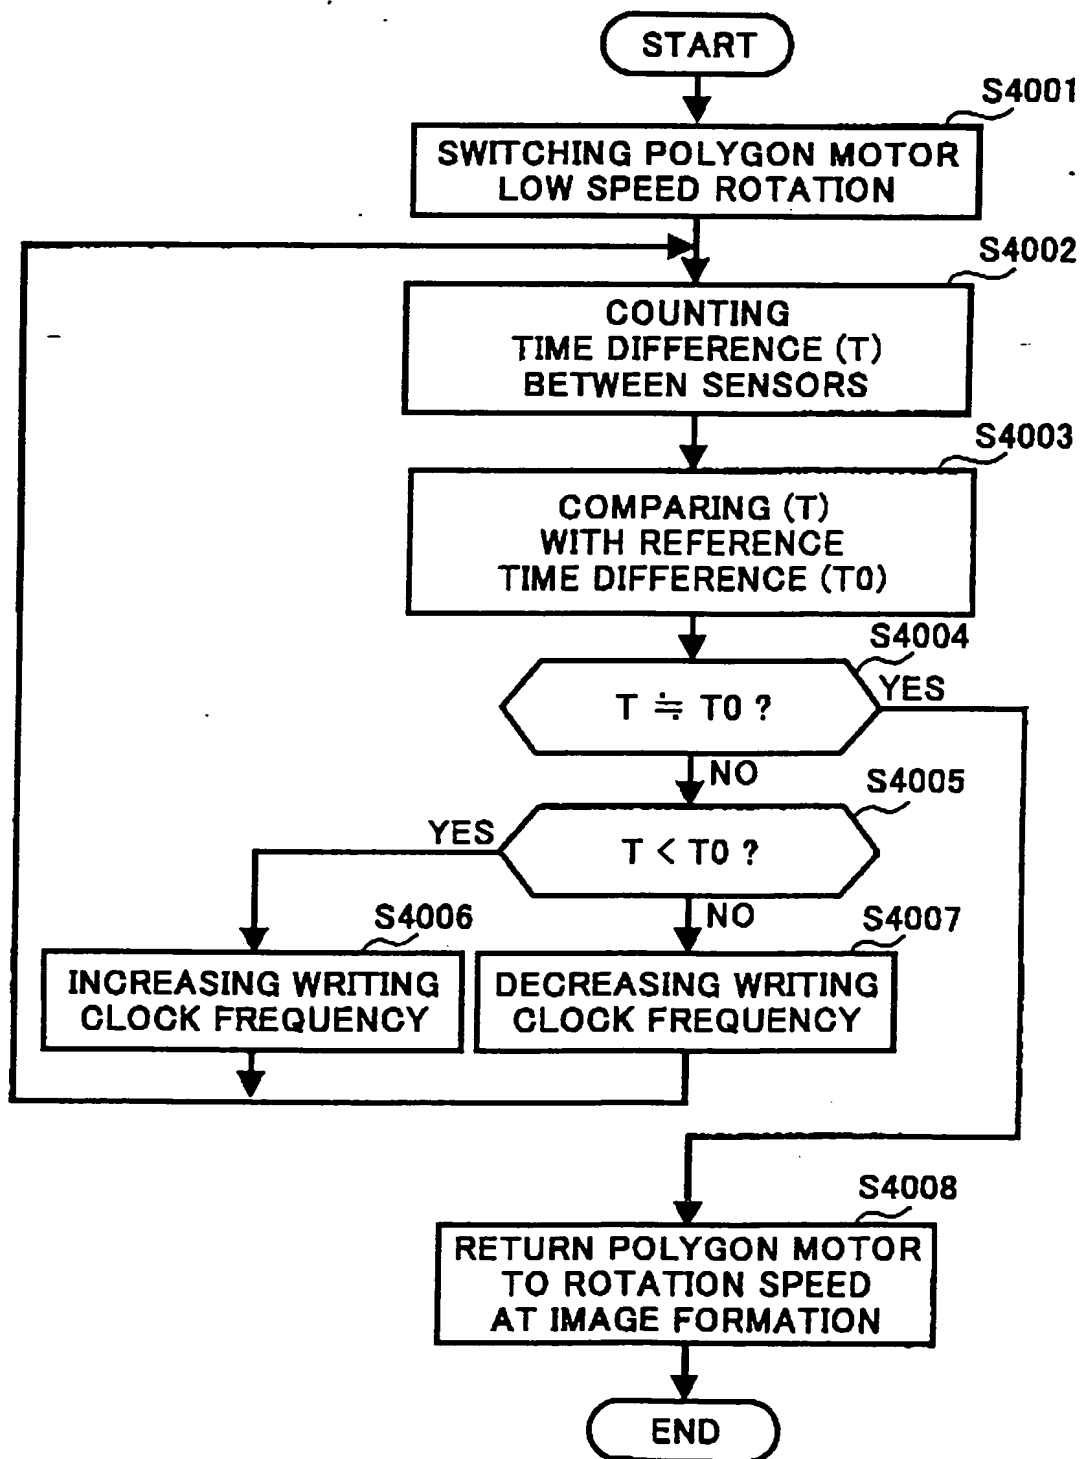 START
S4001
SWITCHING POLYGON MOTOR
LOW SPEED ROTATION
S4002
COUNTING
TIME DIFFERENCE (T)
BETWEEN SENSORS
S4003
COMPARING (T)
WITH REFERENCE
TIME DIFFERENCE (T0)
S4004
T ≒ T0 ?
YES
NO
S4005
YES
T < T0 ?
NO
S4006
INCREASING WRITING
CLOCK FREQUENCY
S4007
DECREASING WRITING
CLOCK FREQUENCY
S4008
RETURN POLYGON MOTOR
TO ROTATION SPEED
AT IMAGE FORMATION
END